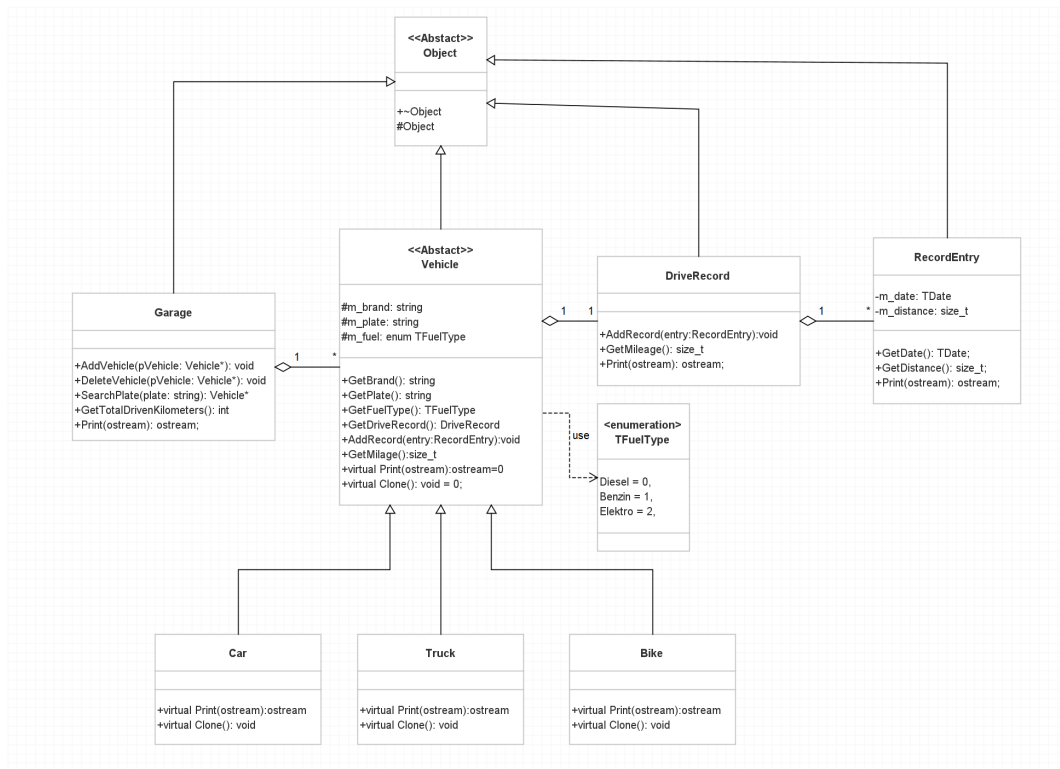 <<Abstact>>
Object
+~Object
#Object
<<Abstact>>
Vehicle
#m_brand: string
#m_plate: string
#m_fuel: enum TFuelType
+GetBrand(): string
+GetPlate(): string
+GetFuelType(): TFuelType
+GetDriveRecord(): DriveRecord
+AddRecord(entry:RecordEntry):void
+GetMilage():size_t
+virtual Print(ostream):ostream=0
+virtual Clone(): void = 0;
Garage
+AddVehicle(pVehicle: Vehicle*): void
+DeleteVehicle(pVehicle: Vehicle*): void
+SearchPlate(plate: string): Vehicle*
+GetTotalDrivenKilometers(): int
+Print(ostream): ostream;
1
*
DriveRecord
+AddRecord(entry:RecordEntry):void
+GetMileage(): size_t
+Print(ostream): ostream;
1
1
RecordEntry
-m_date: TDate
-m_distance: size_t
+GetDate(): TDate;
+GetDistance(): size_t;
+Print(ostream): ostream;
1
*
use
<enumeration>
TFuelType
Diesel = 0,
Benzin = 1,
Elektro = 2,
Car
+virtual Print(ostream):ostream
+virtual Clone(): void
Truck
+virtual Print(ostream):ostream
+virtual Clone(): void
Bike
+virtual Print(ostream):ostream
+virtual Clone(): void